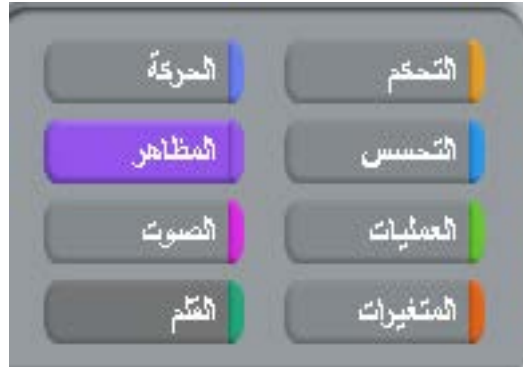 التحكم الحركة
التحسس المظاهر
العمليات الصوت
المتغيرات القلم